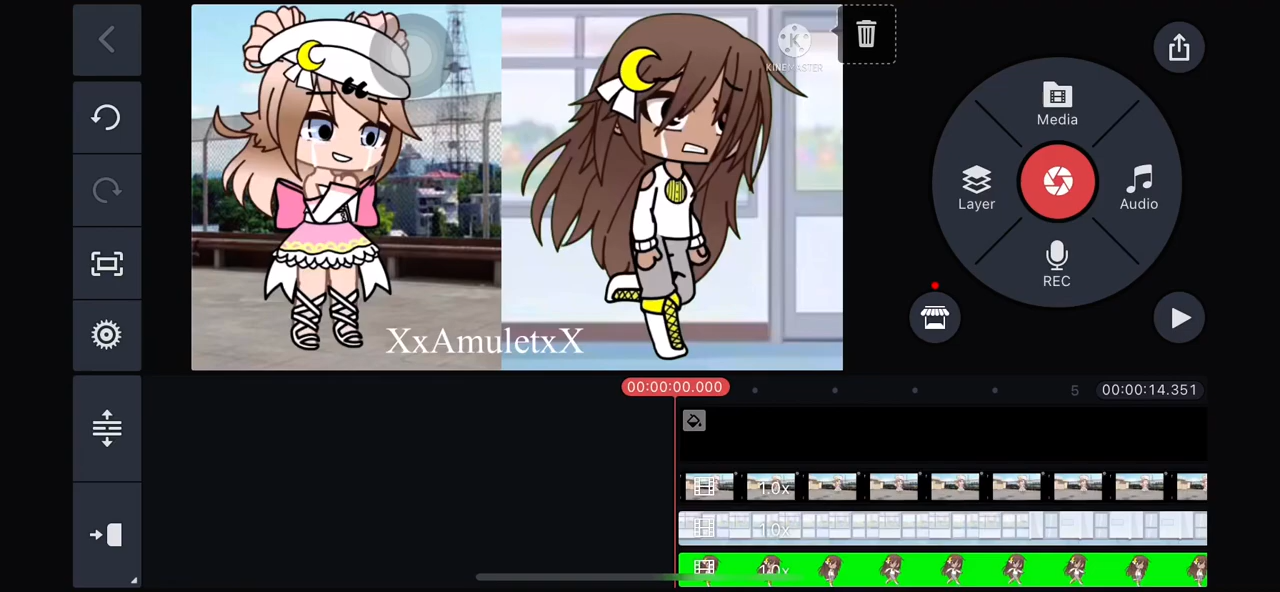 KINEMASTER
Media
Layer
Audio
REC
XxAmuletxX
00:00:00.000
5
00:00:14.351
1.0x
1.0x
1.0x